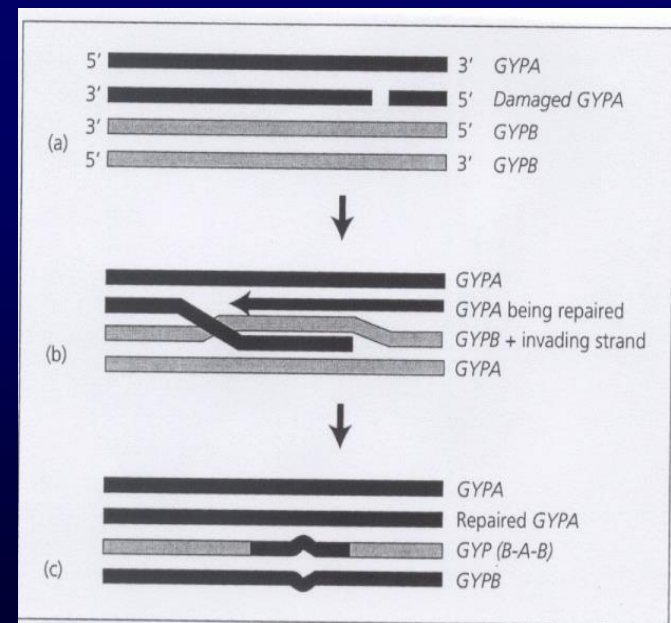 5′ 3′ GYPA
3′ 5′ Damaged GYPA
3′ 5′ GYPB
(a)
5′ 3′ GYPB
GYPA
GYPA being repaired
GYPB + invading strand
(b)
GYPA
GYPA
Repaired GYPA
GYP (B-A-B)
(c)
GYPB